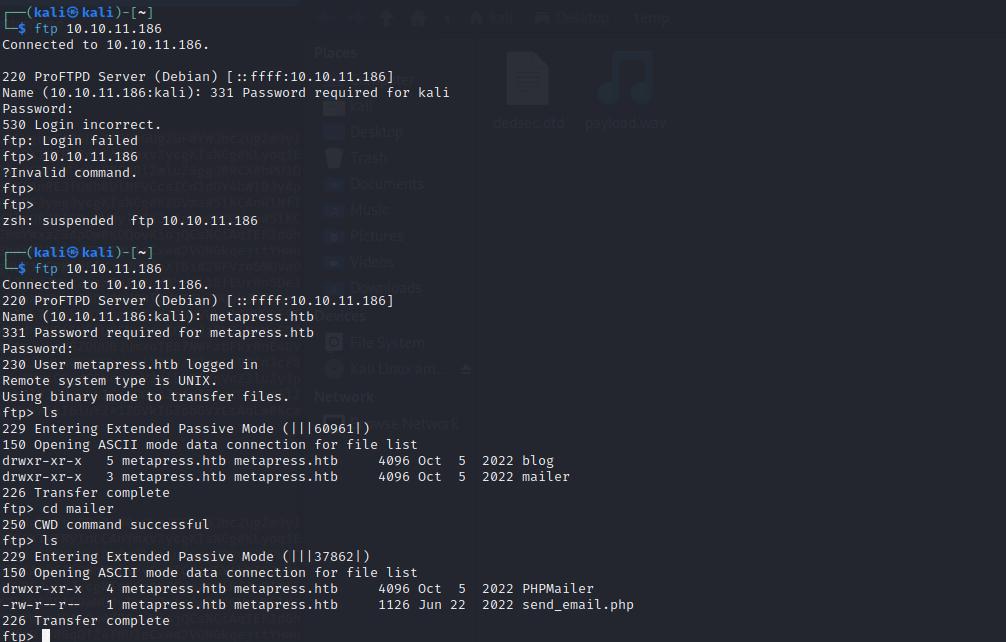 ┌──(kali㉿kali)-[~]
└─$ ftp 10.10.11.186
Connected to 10.10.11.186.
220 ProFTPD Server (Debian) [::ffff:10.10.11.186]
Name (10.10.11.186:kali): 331 Password required for kali
Password:
530 Login incorrect.
ftp: Login failed
ftp> 10.10.11.186
?Invalid command.
ftp>
ftp>
zsh: suspended  ftp 10.10.11.186
┌──(kali㉿kali)-[~]
└─$ ftp 10.10.11.186
Connected to 10.10.11.186.
220 ProFTPD Server (Debian) [::ffff:10.10.11.186]
Name (10.10.11.186:kali): metapress.htb
331 Password required for metapress.htb
Password:
230 User metapress.htb logged in
Remote system type is UNIX.
Using binary mode to transfer files.
ftp> ls
229 Entering Extended Passive Mode (|||60961|)
150 Opening ASCII mode data connection for file list
drwxr-xr-x   5 metapress.htb metapress.htb     4096 Oct  5  2022 blog
drwxr-xr-x   3 metapress.htb metapress.htb     4096 Oct  5  2022 mailer
226 Transfer complete
ftp> cd mailer
250 CWD command successful
ftp> ls
229 Entering Extended Passive Mode (|||37862|)
150 Opening ASCII mode data connection for file list
drwxr-xr-x   4 metapress.htb metapress.htb     4096 Oct  5  2022 PHPMailer
-rw-r--r--   1 metapress.htb metapress.htb     1126 Jun 22  2022 send_email.php
226 Transfer complete
ftp>
kali
Desktop
temp
Places
Desktop
Trash
Documents
Music
Pictures
Videos
Downloads
Devices
File System
Kali Linux am...
Network
Browse Network
dedsec.dtd
payload.wav